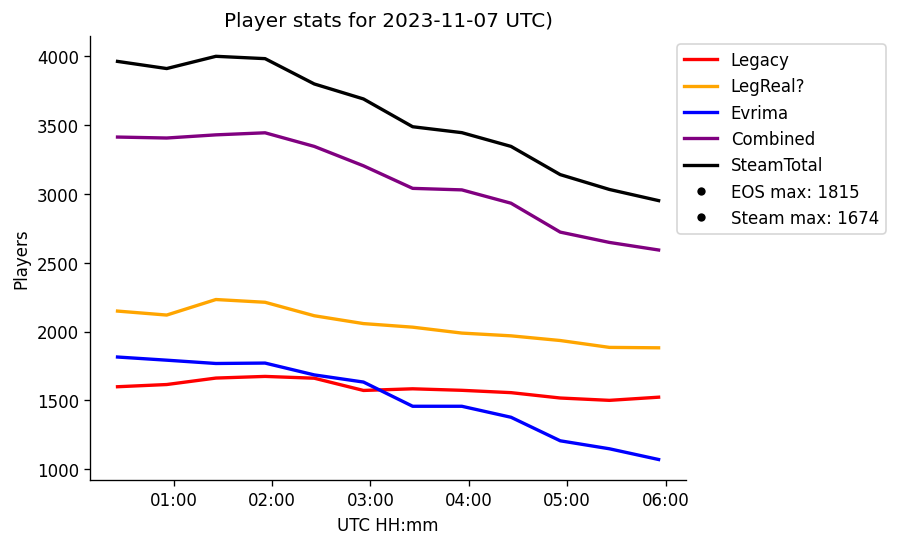 Player stats for 2023-11-07 UTC)
4000
3500
3000
2500
2000
1500
1000
Players
01:00 02:00 03:00 04:00 05:00 06:00
UTC HH:mm
Legacy
LegReal?
Evrima
Combined
SteamTotal
EOS max: 1815
Steam max: 1674